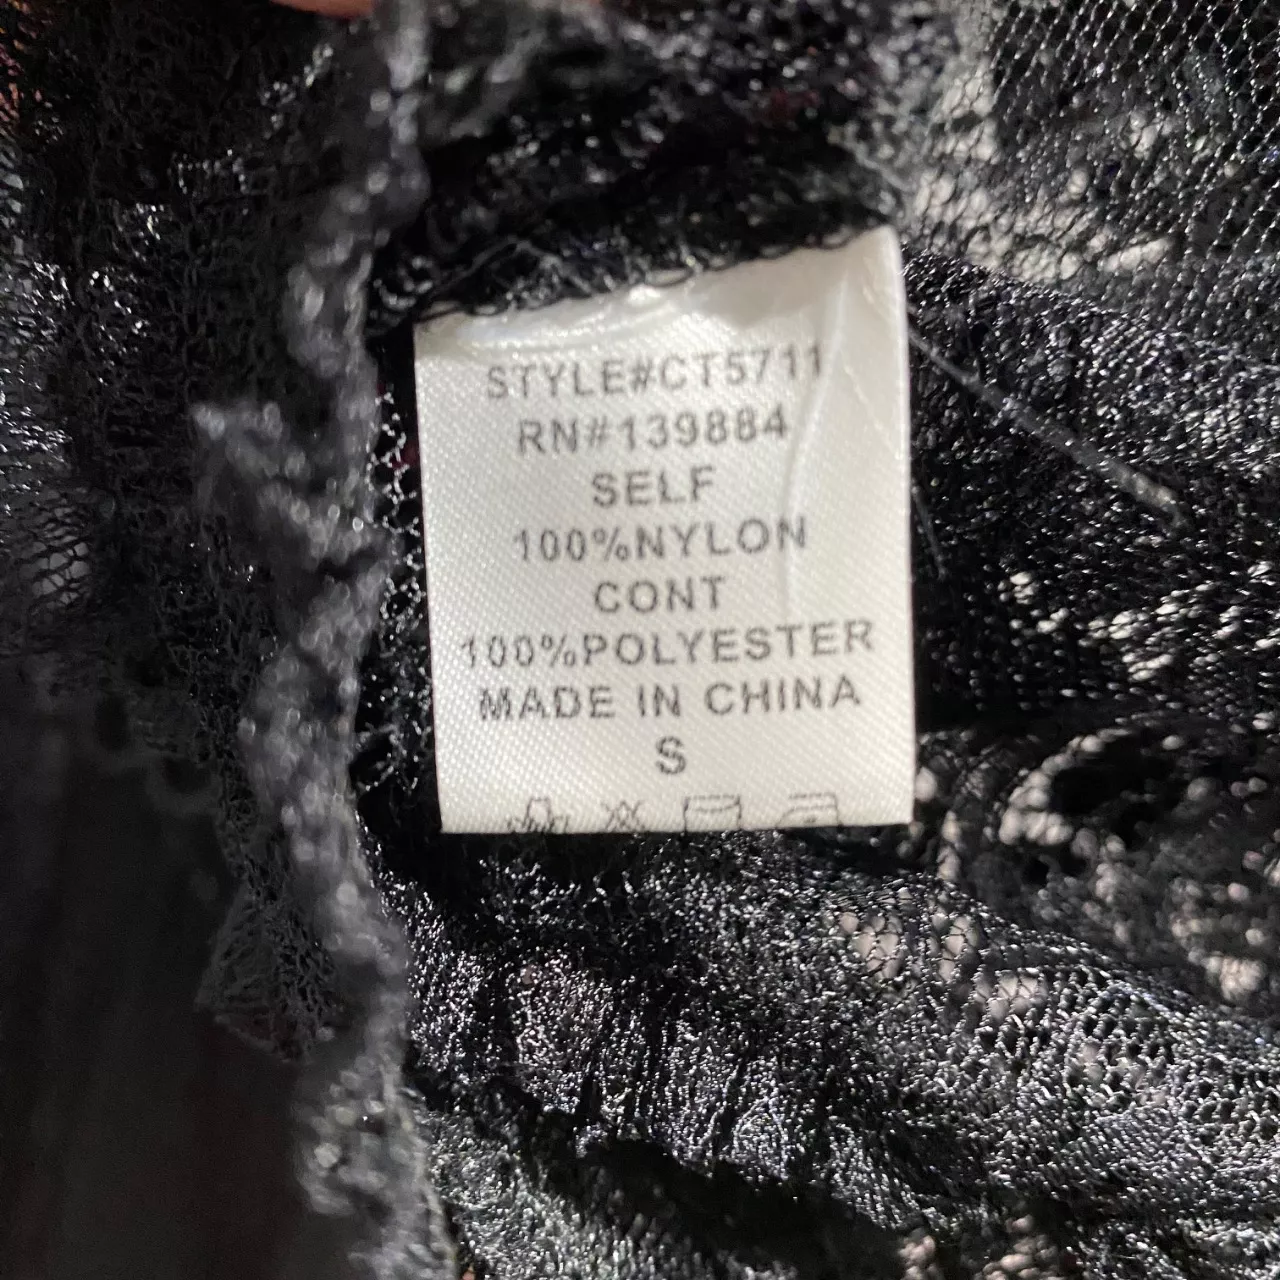 STYLE#CT5711
RN#139884
SELF
100%NYLON
CONT
100%POLYESTER
MADE IN CHINA
S